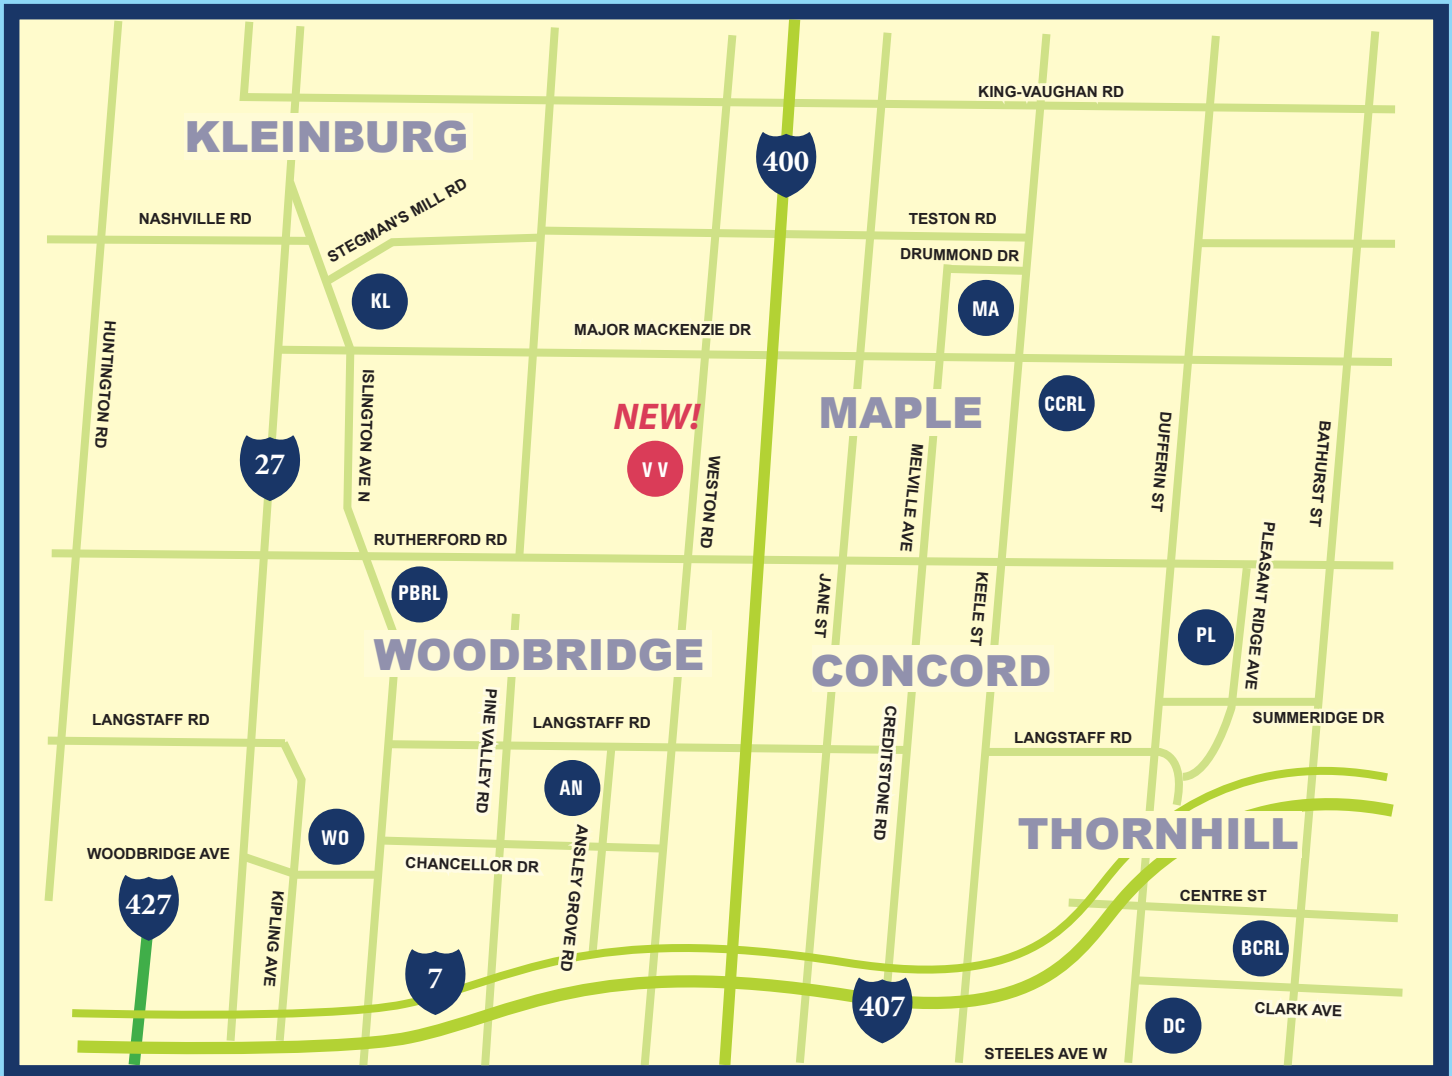 KING-VAUGHAN RD
KLEINBURG
400
STEGMAN'S MILL RD
NASHVILLE RD
TESTON RD
DRUMMOND DR
KL
MA
MAJOR MACKENZIE DR
HUNTINGTON RD
ISLINGTON AVE N
NEW!
MAPLE
CCRL
27
V V
WESTON RD
MELVILLE AVE
DUFFERIN ST
BATHURST ST
RUTHERFORD RD
PBRL
JANE ST
KEELE ST
PLEASANT RIDGE AVE
PL
WOODBRIDGE
CONCORD
LANGSTAFF RD
PINE VALLEY RD
LANGSTAFF RD
CREDITSTONE RD
LANGSTAFF RD
SUMMERIDGE DR
AN
WO
THORNHILL
WOODBRIDGE AVE
CHANCELLOR DR
ANSLEY GROVE RD
427
KIPLING AVE
CENTRE ST
BCRL
7
407
CLARK AVE
DC
STEELES AVE W